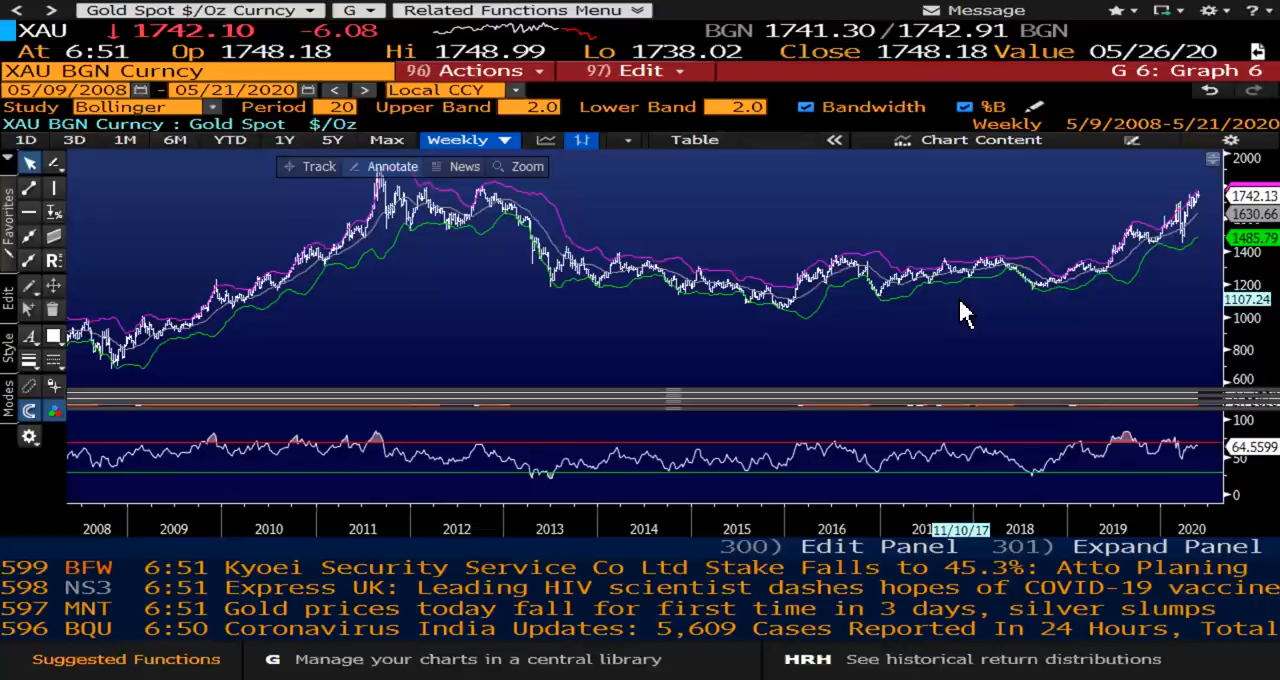 < > Gold Spot $/Oz Curncy G Related Functions Menu Message
XAU ↓ 1742.10 -6.08 BGN 1741.30 / 1742.91 BGN
At 6:51 Op 1748.18 Hi 1748.99 Lo 1738.02 Close 1748.18 Value 05/26/20
XAU BGN Curncy 96) Actions 97) Edit G 6: Graph 6
05/09/2008 - 05/21/2020 < > Local CCY
Study Bollinger Period 20 Upper Band 2.0 Lower Band 2.0 Bandwidth %B
XAU BGN Curncy : Gold Spot $/Oz Weekly 5/9/2008-5/21/2020
1D 3D 1M 6M YTD 1Y 5Y Max Weekly Table « Chart Content
Track Annotate News Zoom
Favorites
Edit
Style
Modes
2000
1742.13
1630.66
1485.79
1400
1200
1107.24
1000
800
600
100
64.5599
50
0
2008 2009 2010 2011 2012 2013 2014 2015 2016 201 11/10/17 2018 2019 2020
300) Edit Panel 301) Expand Panel
599 BFW 6:51 Kyoei Security Service Co Ltd Stake Falls to 45.3%: Atto Planing
598 NS3 6:51 Express UK: Leading HIV scientist dashes hopes of COVID-19 vaccine
597 MNT 6:51 Gold prices today fall for first time in 3 days, silver slumps
596 BQU 6:50 Coronavirus India Updates: 5,609 Cases Reported In 24 Hours, Total
Suggested Functions G Manage your charts in a central library HRH See historical return distributions